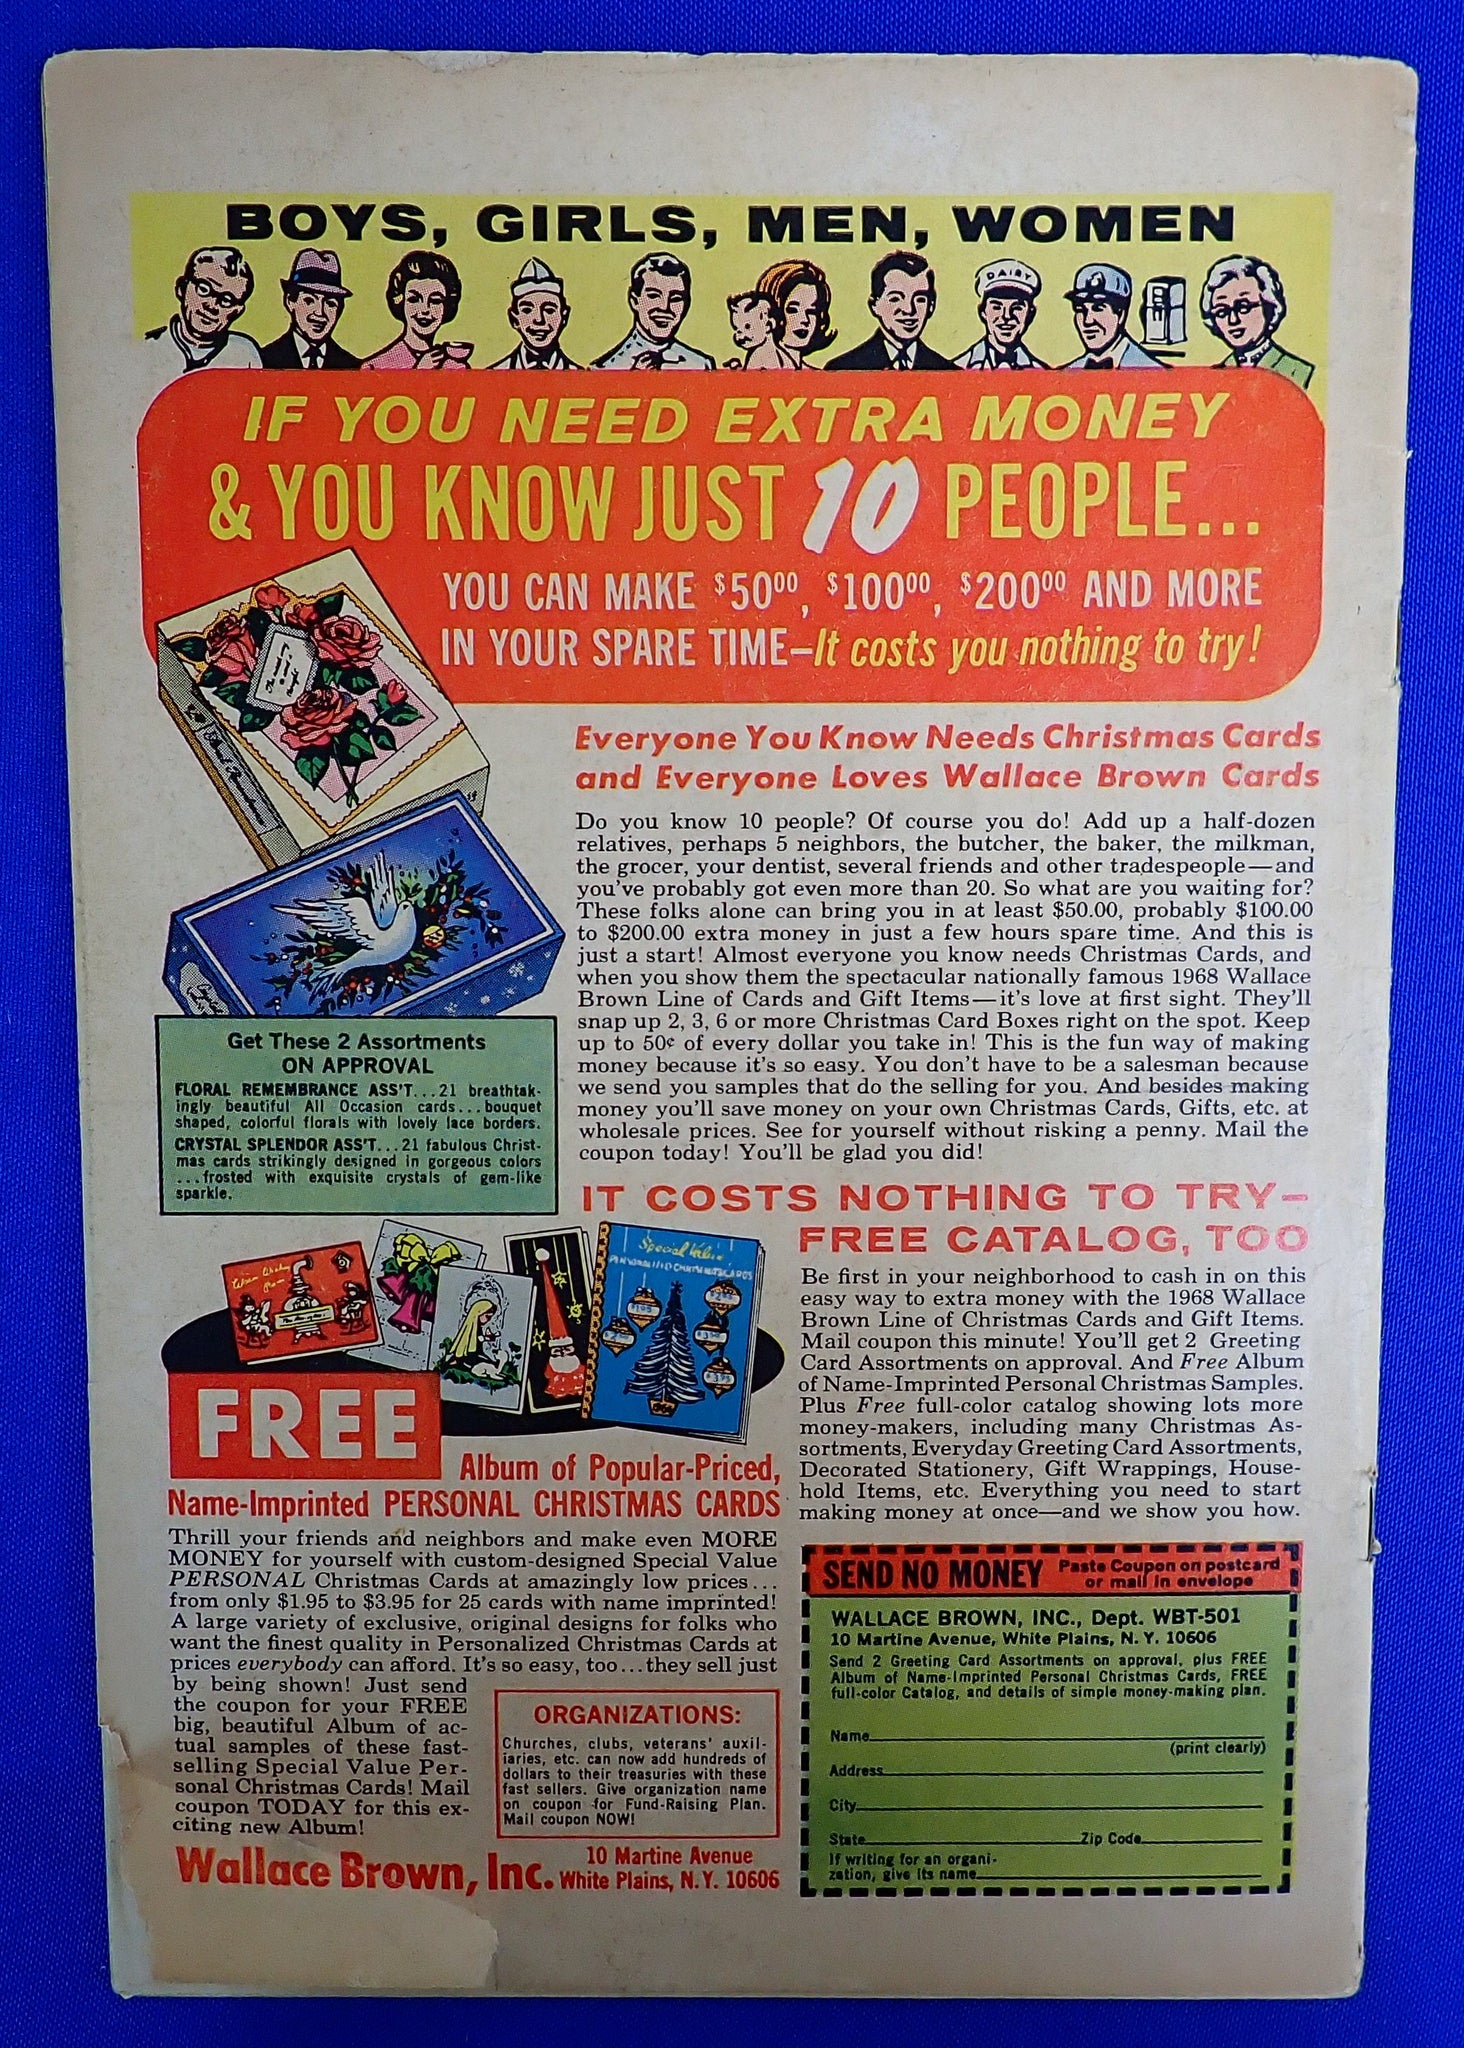 BOYS, GIRLS, MEN, WOMEN
DAIRY
IF YOU NEED EXTRA MONEY
& YOU KNOW JUST 10 PEOPLE...
YOU CAN MAKE $50⁰⁰, $100⁰⁰, $200⁰⁰ AND MORE
IN YOUR SPARE TIME—It costs you nothing to try!
Everyone You Know Needs Christmas Cards
and Everyone Loves Wallace Brown Cards
Do you know 10 people? Of course you do! Add up a half-dozen
relatives, perhaps 5 neighbors, the butcher, the baker, the milkman,
the grocer, your dentist, several friends and other tradespeople—and
you've probably got even more than 20. So what are you waiting for?
These folks alone can bring you in at least $50.00, probably $100.00
to $200.00 extra money in just a few hours spare time. And this is
just a start! Almost everyone you know needs Christmas Cards, and
when you show them the spectacular nationally famous 1968 Wallace
Brown Line of Cards and Gift Items—it's love at first sight. They'll
snap up 2, 3, 6 or more Christmas Card Boxes right on the spot. Keep
up to 50¢ of every dollar you take in! This is the fun way of making
money because it's so easy. You don't have to be a salesman because
we send you samples that do the selling for you. And besides making
money you'll save money on your own Christmas Cards, Gifts, etc. at
wholesale prices. See for yourself without risking a penny. Mail the
coupon today! You'll be glad you did!
Get These 2 Assortments
ON APPROVAL
FLORAL REMEMBRANCE ASS'T...21 breathtak-
ingly beautiful All Occasion cards...bouquet
shaped, colorful florals with lovely lace borders.
CRYSTAL SPLENDOR ASS'T...21 fabulous Christ-
mas cards strikingly designed in gorgeous colors
...frosted with exquisite crystals of gem-like
sparkle.
IT COSTS NOTHING TO TRY—
FREE CATALOG, TOO
Be first in your neighborhood to cash in on this
easy way to extra money with the 1968 Wallace
Brown Line of Christmas Cards and Gift Items.
Mail coupon this minute! You'll get 2 Greeting
Card Assortments on approval. And Free Album
of Name-Imprinted Personal Christmas Samples.
Plus Free full-color catalog showing lots more
money-makers, including many Christmas As-
sortments, Everyday Greeting Card Assortments,
Decorated Stationery, Gift Wrappings, House-
hold Items, etc. Everything you need to start
making money at once—and we show you how.
Special Value
PERSONALIZED CHRISTMAS CARDS
FREE
Album of Popular-Priced,
Name-Imprinted PERSONAL CHRISTMAS CARDS
Thrill your friends and neighbors and make even MORE
MONEY for yourself with custom-designed Special Value
PERSONAL Christmas Cards at amazingly low prices...
from only $1.95 to $3.95 for 25 cards with name imprinted!
A large variety of exclusive, original designs for folks who
want the finest quality in Personalized Christmas Cards at
prices everybody can afford. It's so easy, too...they sell just
by being shown! Just send
the coupon for your FREE
big, beautiful Album of ac-
tual samples of these fast-
selling Special Value Per-
sonal Christmas Cards! Mail
coupon TODAY for this ex-
citing new Album!
ORGANIZATIONS:
Churches, clubs, veterans' auxil-
iaries, etc. can now add hundreds of
dollars to their treasuries with these
fast sellers. Give organization name
on coupon for Fund-Raising Plan.
Mail coupon NOW!
Wallace Brown, Inc.
10 Martine Avenue
White Plains, N.Y. 10606
SEND NO MONEY Paste Coupon on postcard
or mail in envelope
WALLACE BROWN, INC., Dept. WBT-501
10 Martine Avenue, White Plains, N. Y. 10606
Send 2 Greeting Card Assortments on approval, plus FREE
Album of Name-Imprinted Personal Christmas Cards, FREE
full-color Catalog, and details of simple money-making plan.
Name
(print clearly)
Address
City
State Zip Code
If writing for an organi-
zation, give its name